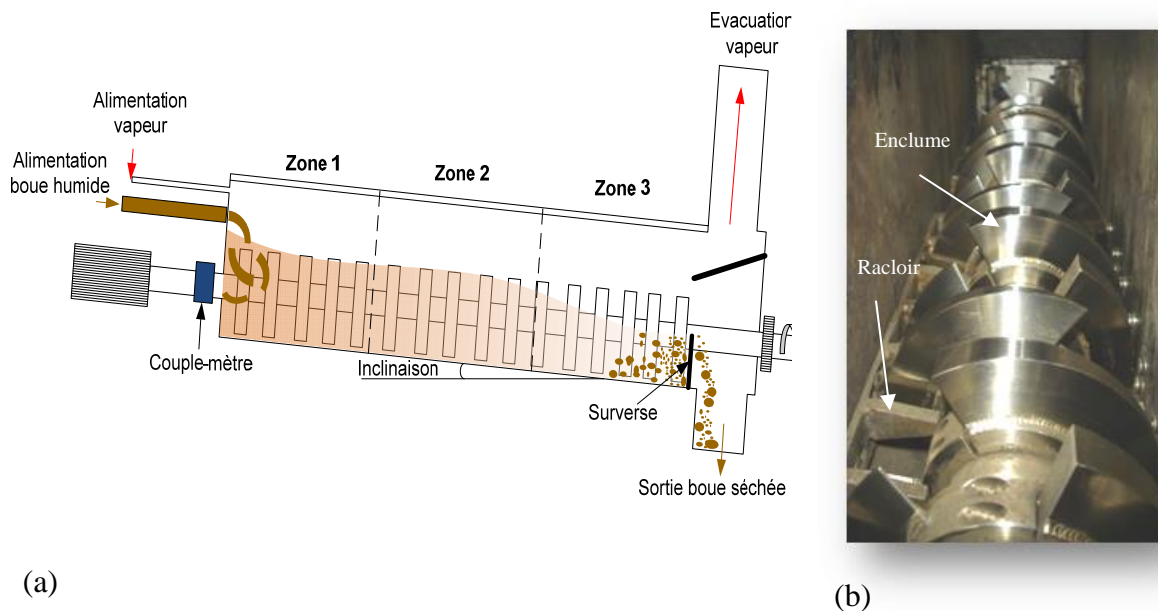 Evacuation
vapeur
Alimentation
vapeur
Alimentation
boue humide
Zone 1
Zone 2
Zone 3
Couple-mètre
Inclinaison
Surverse
Sortie boue séchée
(a)
Enclume
Racloir
(b)